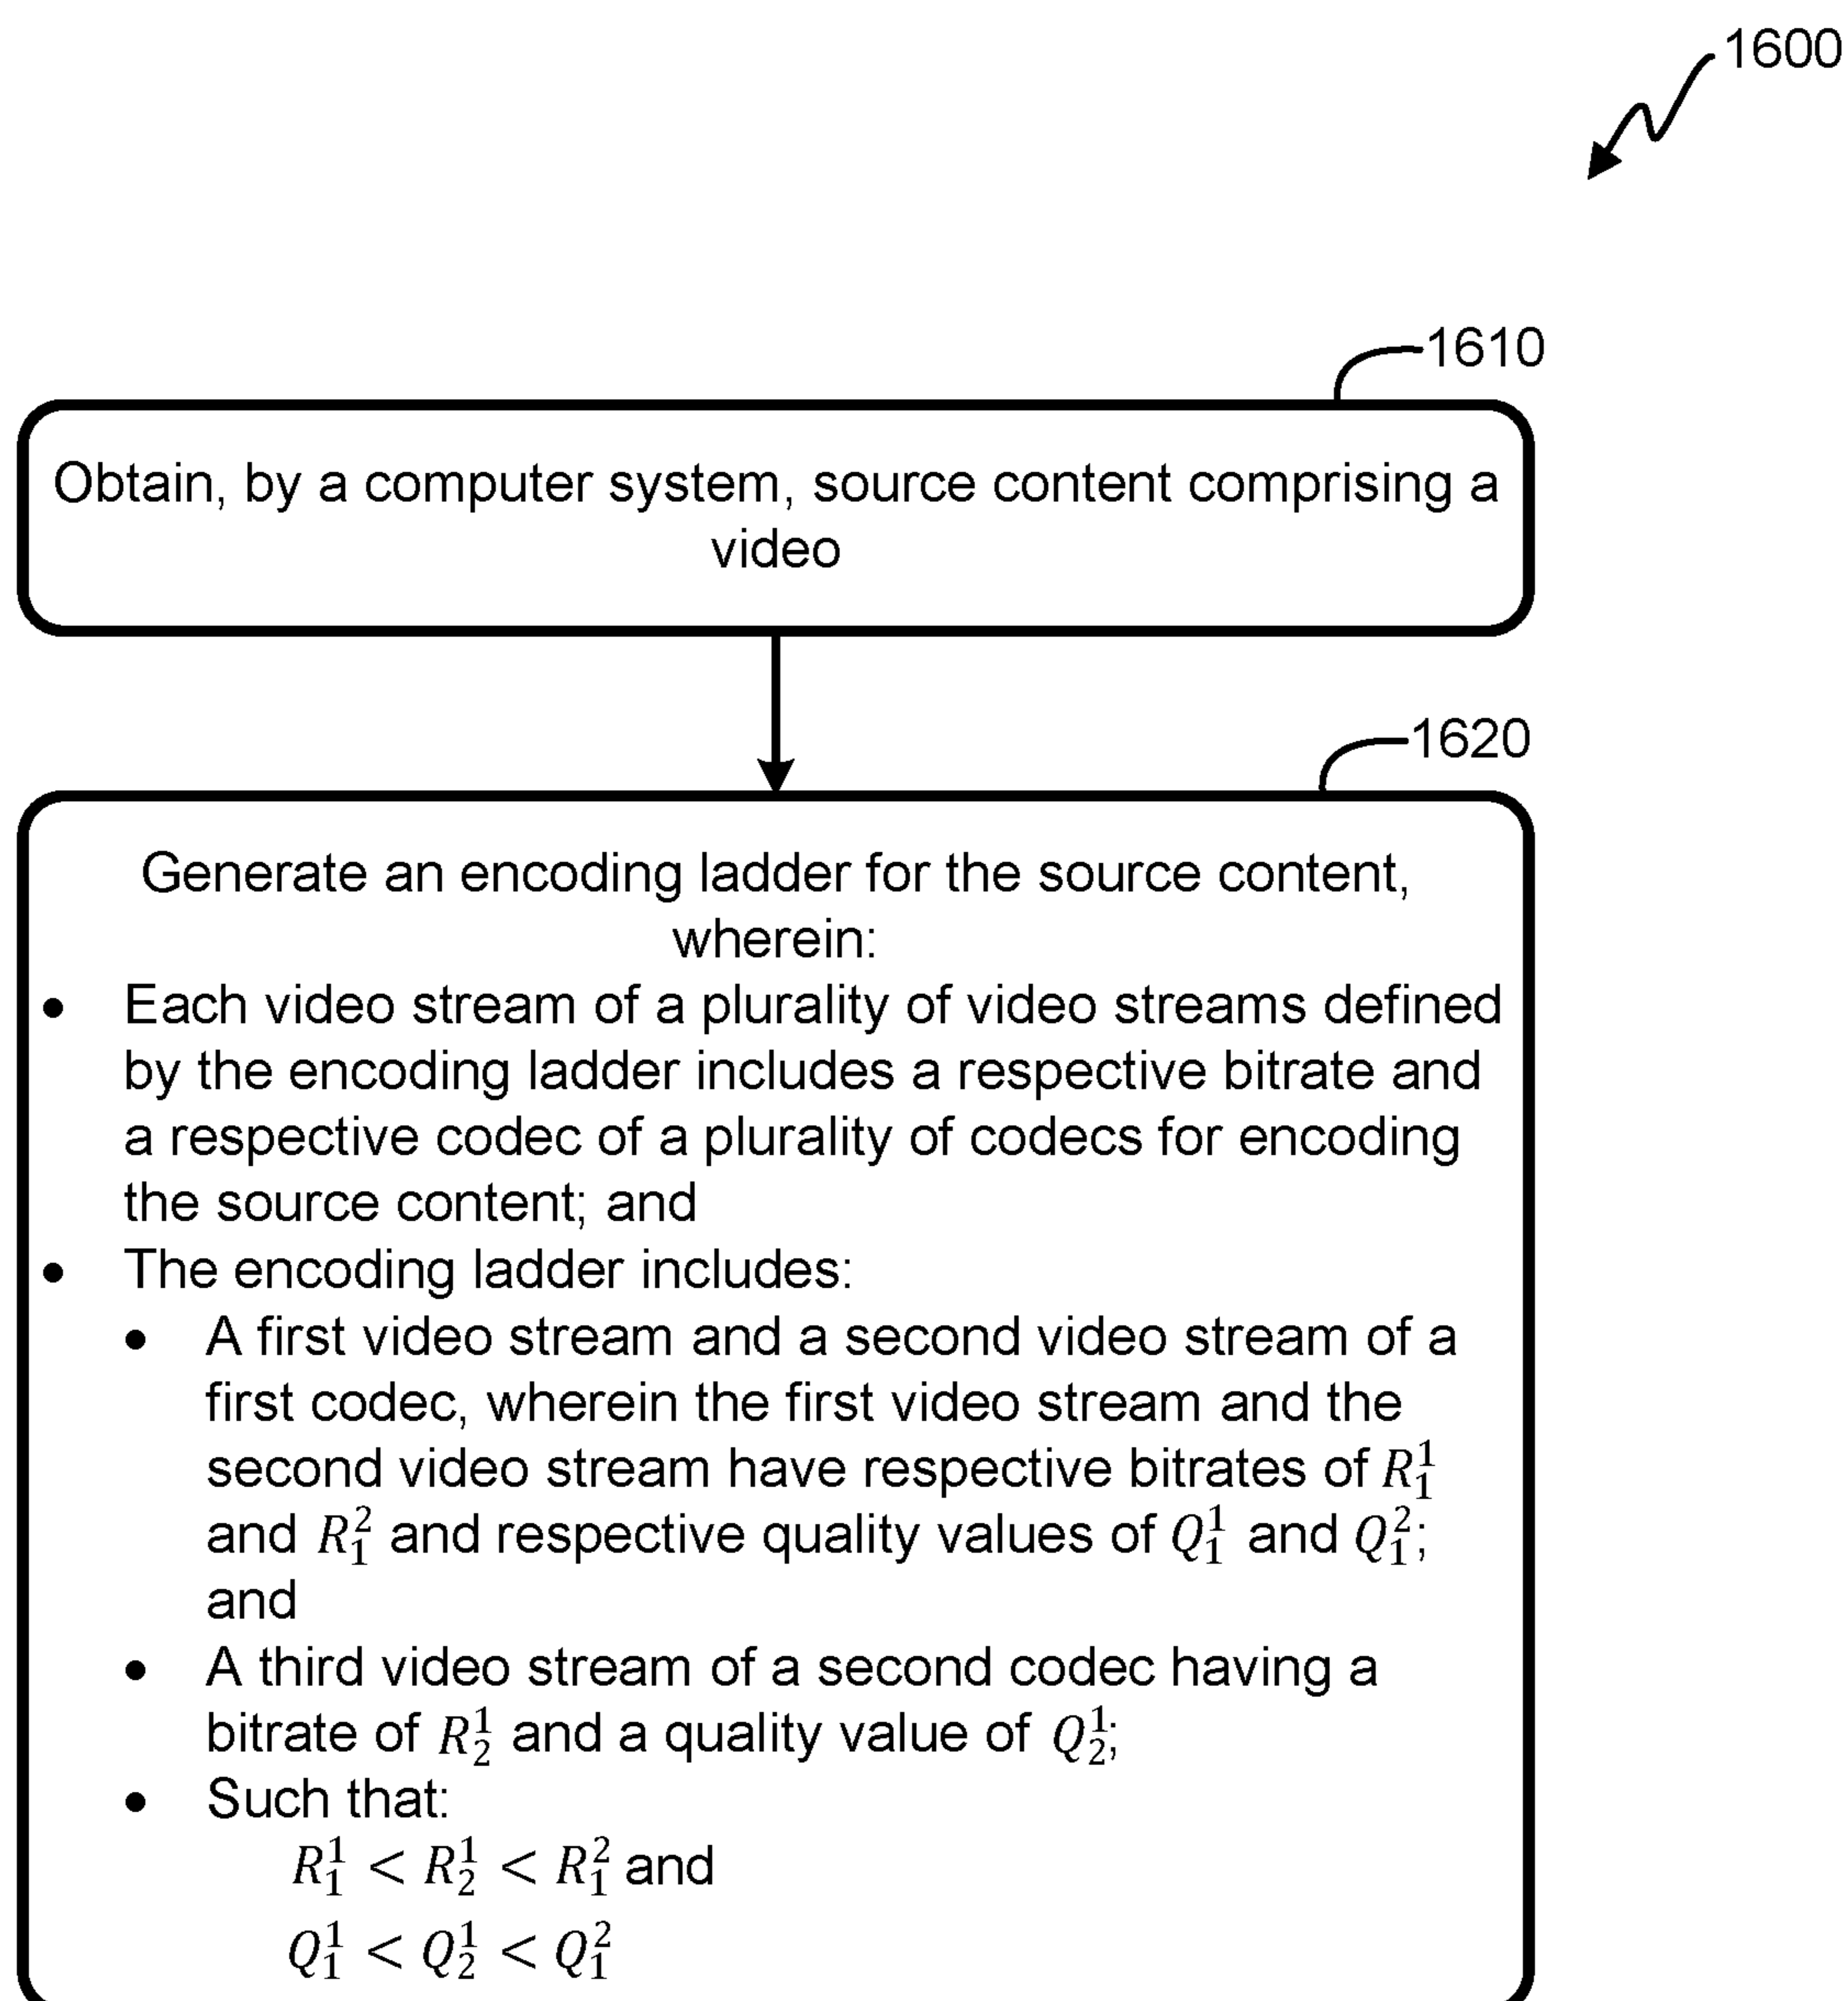 1600
1610
Obtain, by a computer system, source content comprising a
video
1620
Generate an encoding ladder for the source content,
wherein:
• Each video stream of a plurality of video streams defined
by the encoding ladder includes a respective bitrate and
a respective codec of a plurality of codecs for encoding
the source content; and
• The encoding ladder includes:
• A first video stream and a second video stream of a
first codec, wherein the first video stream and the
second video stream have respective bitrates of $R_1^1$
and $R_1^2$ and respective quality values of $Q_1^1$ and $Q_1^2$;
and
• A third video stream of a second codec having a
bitrate of $R_2^1$ and a quality value of $Q_2^1$;
• Such that:
$R_1^1 < R_2^1 < R_1^2$ and
$Q_1^1 < Q_2^1 < Q_1^2$